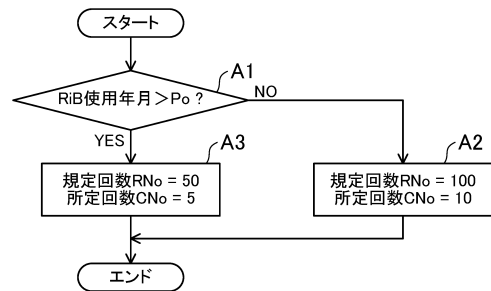 スタート
A1
RiB使用年月>Po ?
NO
YES
A3
規定回数RNo = 50
所定回数CNo = 5
A2
規定回数RNo = 100
所定回数CNo = 10
エンド